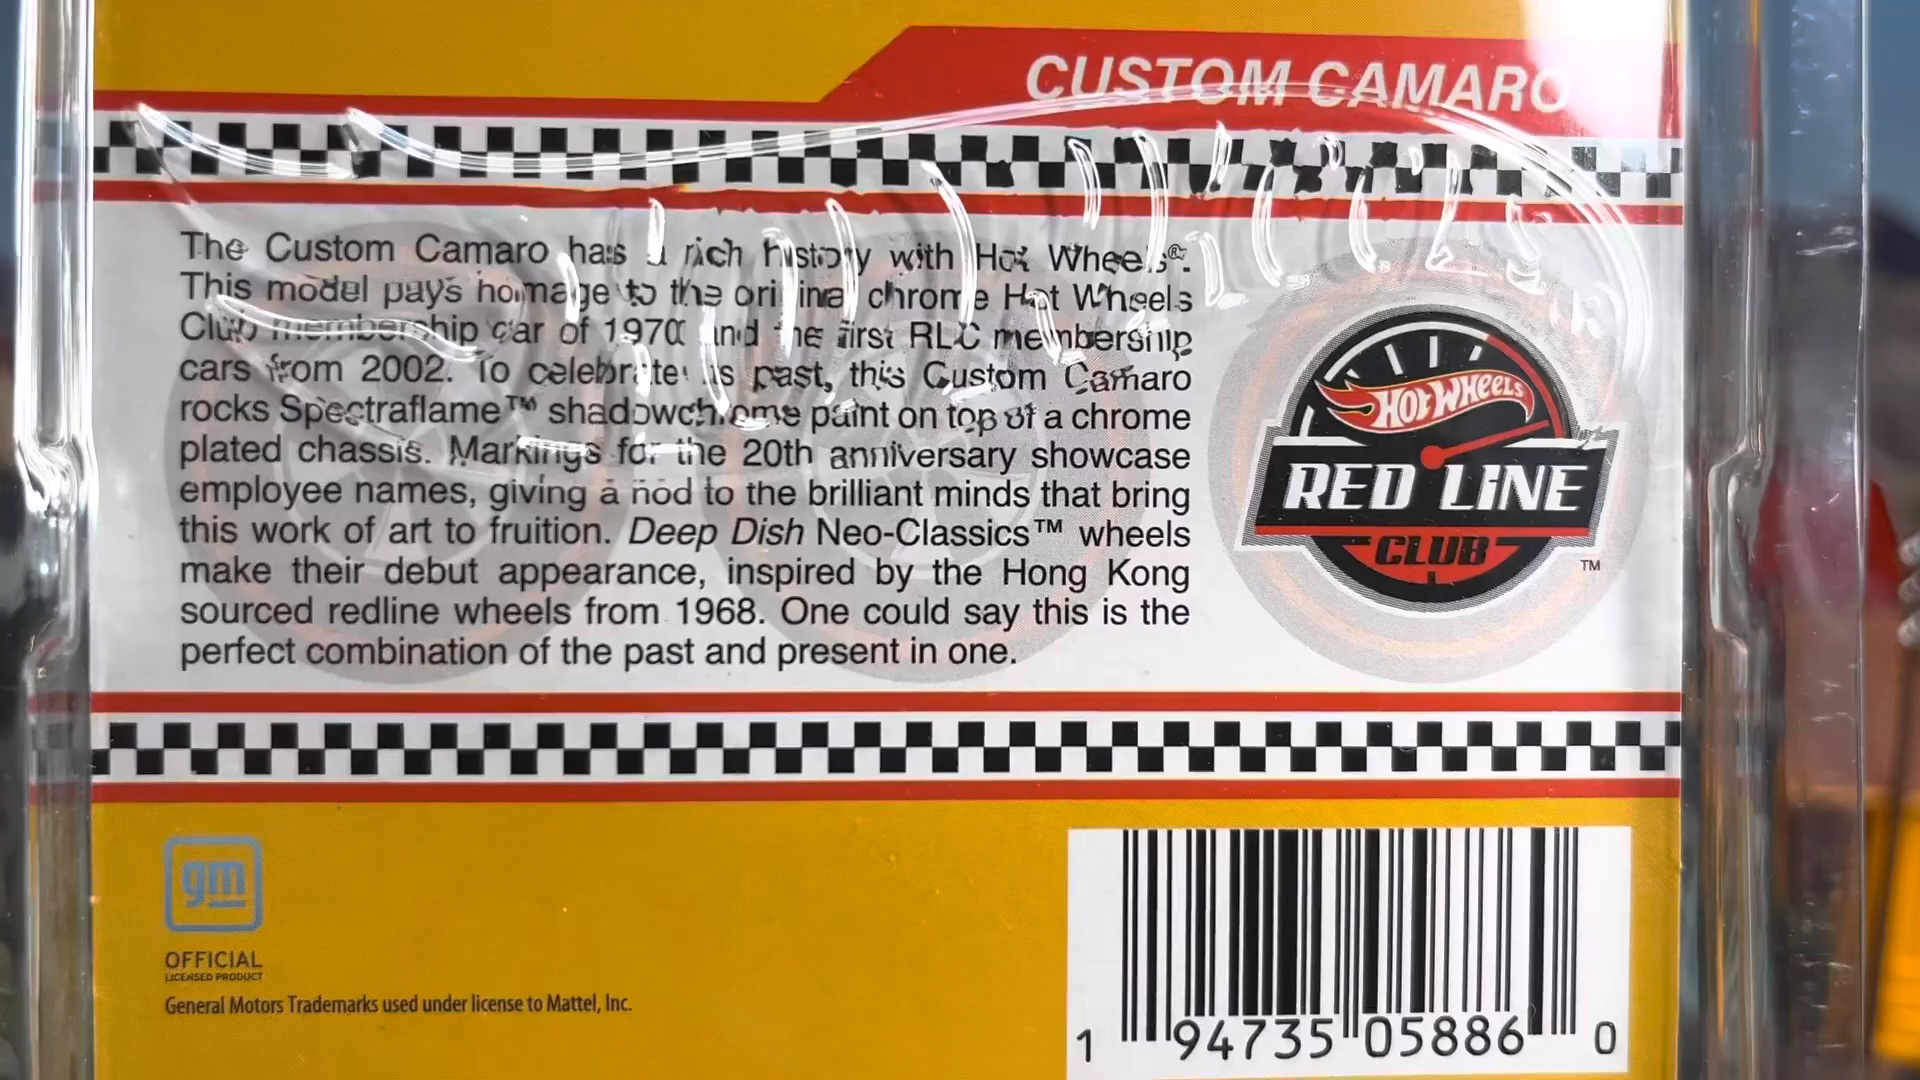 CUSTOM CAMARO
The Custom Camaro has a rich history with Hot Wheels®.
This model pays homage to the original chrome Hot Wheels
Club membership car of 1970 and the first RLC membership
cars from 2002. To celebrate its past, this Custom Camaro
rocks Spectraflame™ shadowchrome paint on top of a chrome
plated chassis. Markings for the 20th anniversary showcase
employee names, giving a nod to the brilliant minds that bring
this work of art to fruition. Deep Dish Neo-Classics™ wheels
make their debut appearance, inspired by the Hong Kong
sourced redline wheels from 1968. One could say this is the
perfect combination of the past and present in one.
HOT WHEELS
RED LINE
CLUB
TM
gm
OFFICIAL
LICENSED PRODUCT
General Motors Trademarks used under license to Mattel, Inc.
1 94735 05886 0